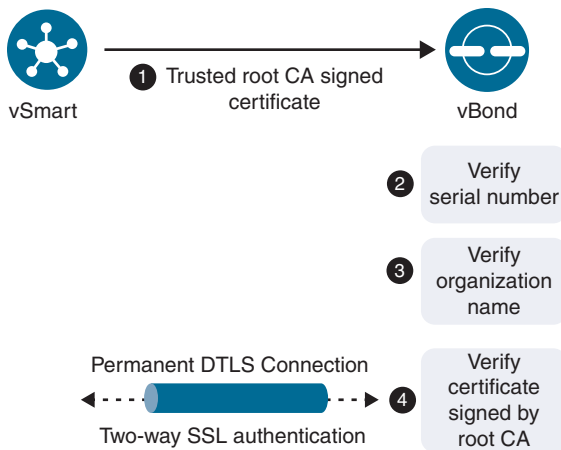 vSmart
1 Trusted root CA signed
certificate
vBond
2 Verify
serial number
3 Verify
organization
name
Permanent DTLS Connection
Two-way SSL authentication
4 Verify
certificate
signed by
root CA